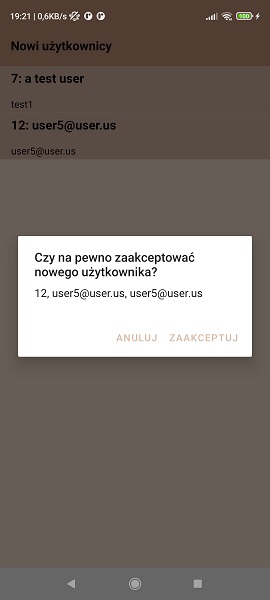 19:21 | 0,6KB/s
100
Nowi użytkownicy
7: a test user
test1
12: user5@user.us
user5@user.us
Czy na pewno zaakceptować
nowego użytkownika?
12, user5@user.us, user5@user.us
ANULUJ ZAAKCEPTUJ